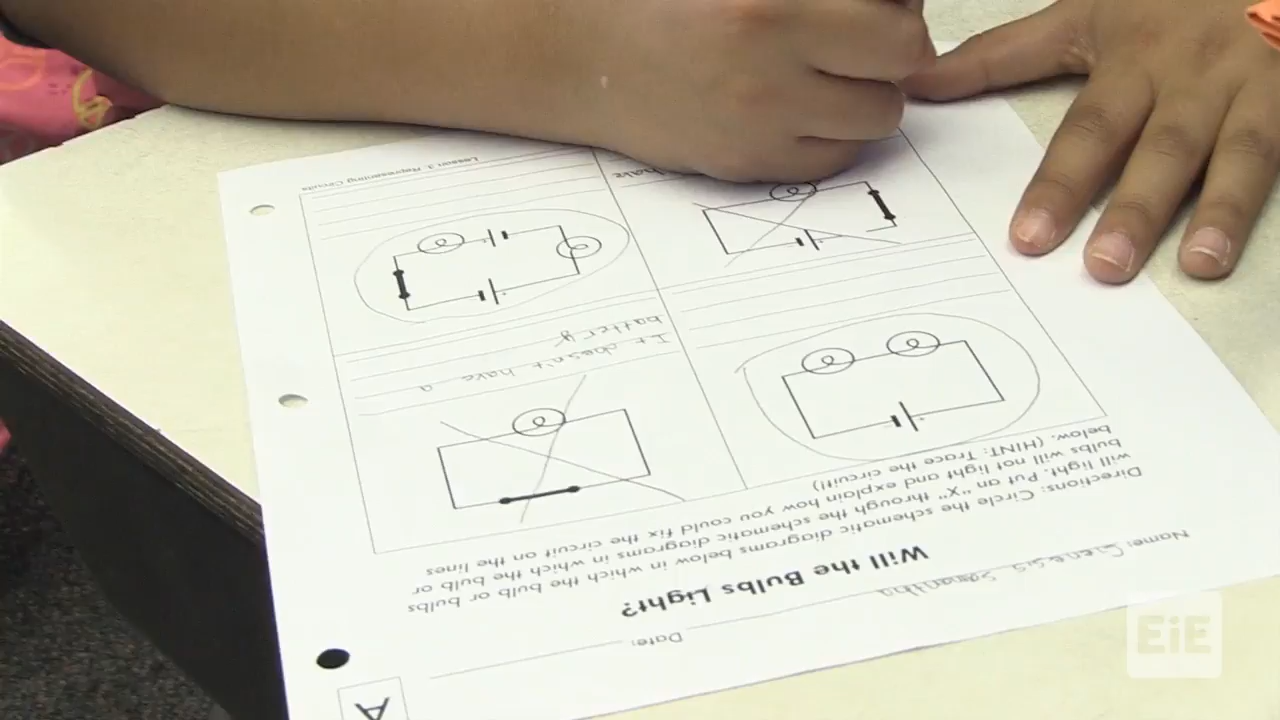 A
Name: Genesis Samantha Date:
Will the Bulbs Light?
Directions: Circle the schematic diagrams below in which the bulb or bulbs
will light. Put an "X" through the schematic diagrams in which the bulb or
bulbs will not light and explain how you could fix the circuit on the lines
below. (HINT: Trace the circuit!)
It doesn't have a
battery
Lesson 3: Representing Circuits
EiE